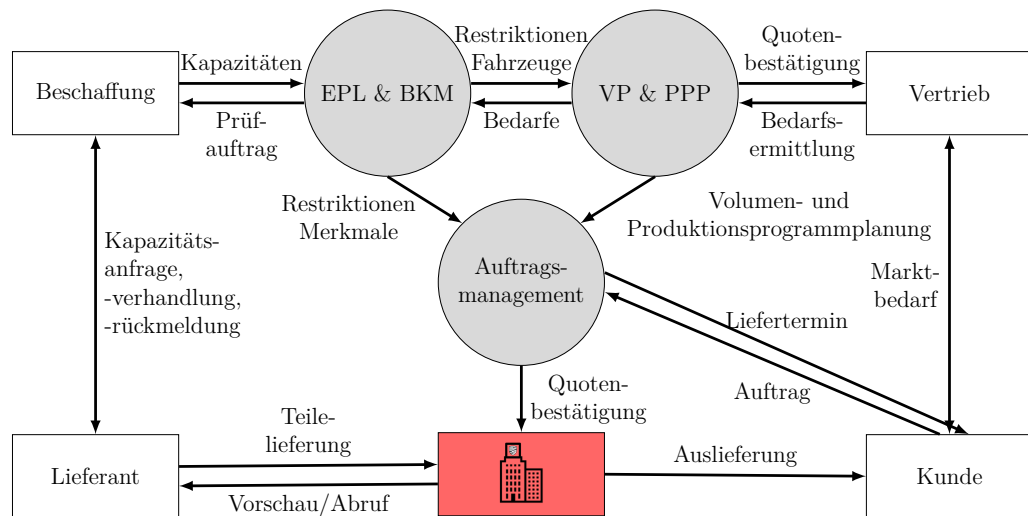 Kapazitäten
Restriktionen
Fahrzeuge
Quoten-
bestätigung
Beschaffung
EPL & BKM
VP & PPP
Vertrieb
Prüf-
auftrag
Bedarfe
Bedarfs-
ermittlung
Restriktionen
Merkmale
Volumen- und
Produktionsprogrammplanung
Kapazitäts-
anfrage,
-verhandlung,
-rückmeldung
Auftrags-
management
Markt-
bedarf
Liefertermin
Auftrag
Quoten-
bestätigung
Teile-
lieferung
Auslieferung
Lieferant
Kunde
Vorschau/Abruf